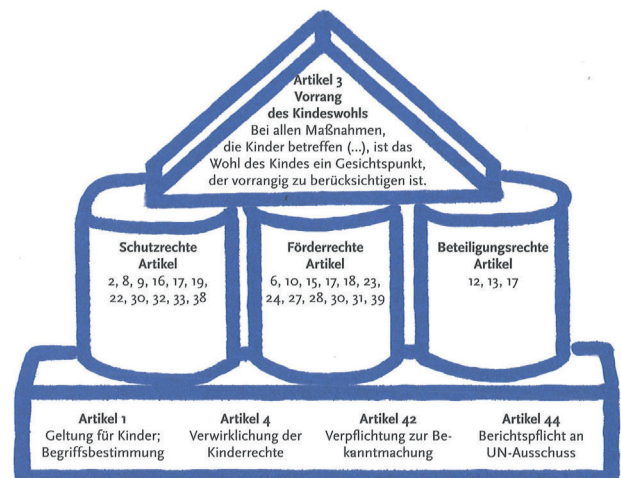 Artikel 3
Vorrang
des Kindeswohls
Bei allen Maßnahmen,
die Kinder betreffen (...), ist das
Wohl des Kindes ein Gesichtspunkt,
der vorrangig zu berücksichtigen ist.
Schutzrechte
Artikel
2, 8, 9, 16, 17, 19,
22, 30, 32, 33, 38
Förderrechte
Artikel
6, 10, 15, 17, 18, 23,
24, 27, 28, 30, 31, 39
Beteiligungsrechte
Artikel
12, 13, 17
Artikel 1
Geltung für Kinder;
Begriffsbestimmung
Artikel 4
Verwirklichung der
Kinderrechte
Artikel 42
Verpflichtung zur Be-
kanntmachung
Artikel 44
Berichtspflicht an
UN-Ausschuss